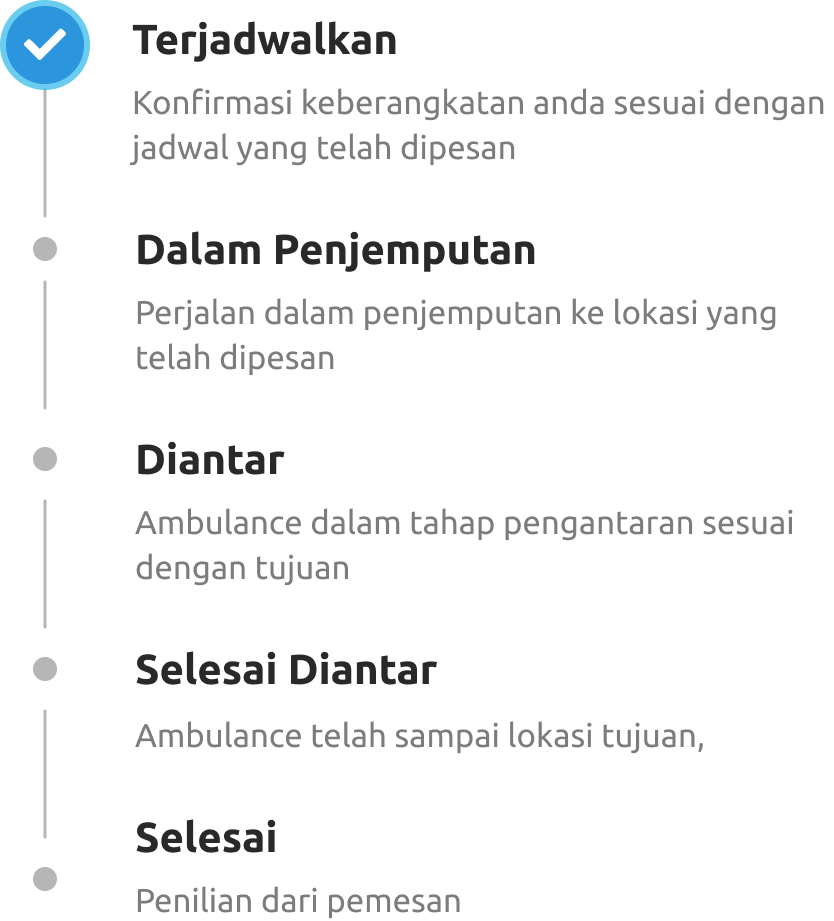 Terjadwalkan
Konfirmasi keberangkatan anda sesuai dengan
jadwal yang telah dipesan
Dalam Penjemputan
Perjalan dalam penjemputan ke lokasi yang
telah dipesan
Diantar
Ambulance dalam tahap pengantaran sesuai
dengan tujuan
Selesai Diantar
Ambulance telah sampai lokasi tujuan,
Selesai
Penilian dari pemesan